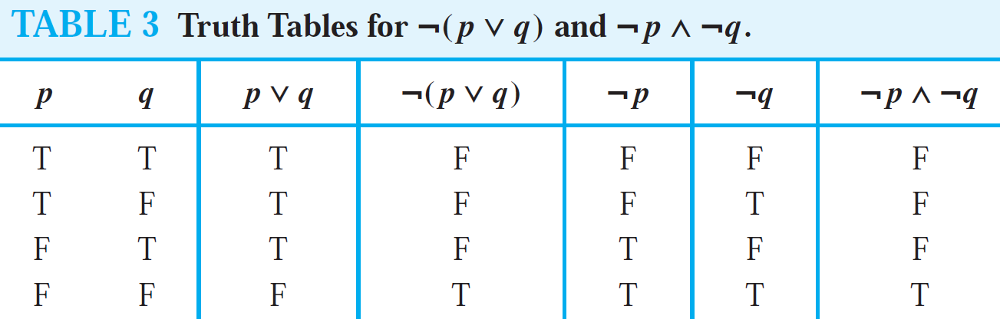 TABLE 3 Truth Tables for ¬(p ∨ q) and ¬p ∧ ¬q.
p q p ∨ q ¬(p ∨ q) ¬p ¬q ¬p ∧ ¬q
T T T F F F F
T F T F F T F
F T T F T F F
F F F T T T T